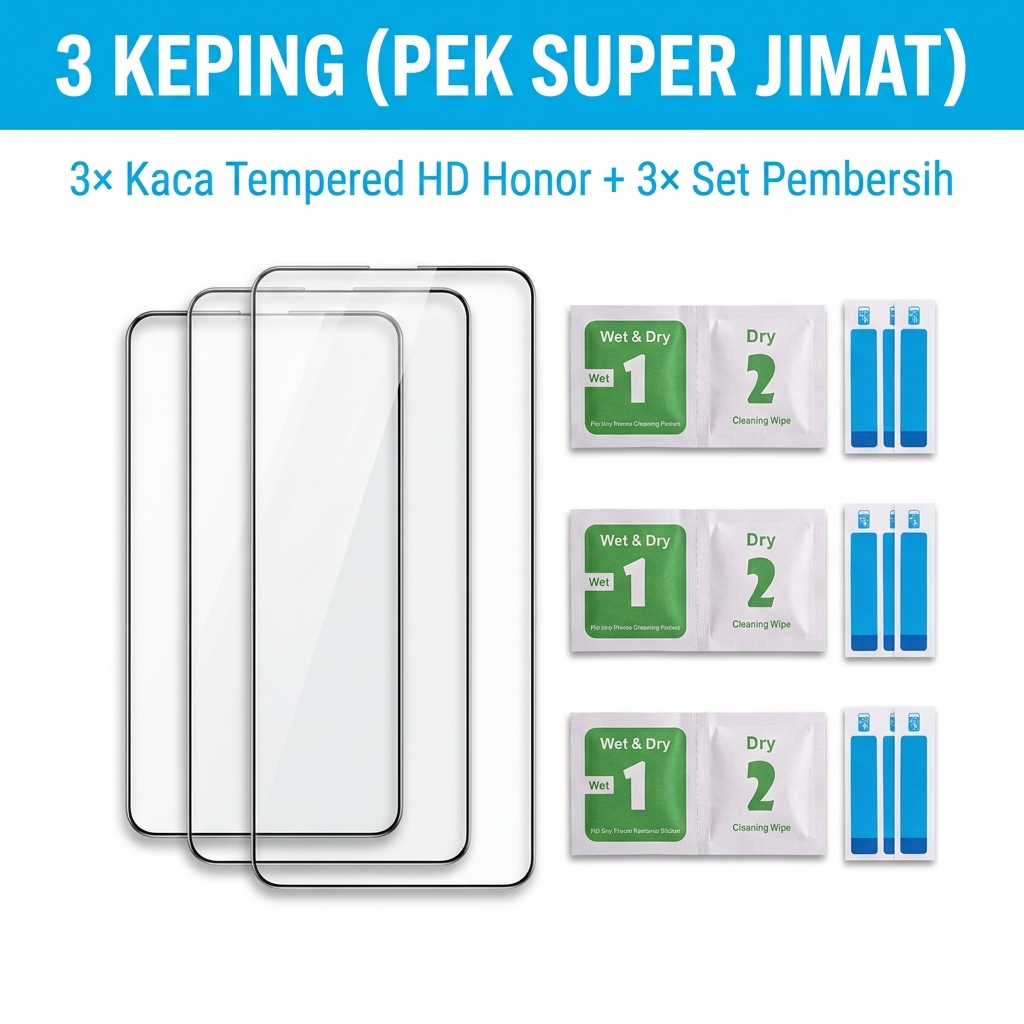 3 KEPING (PEK SUPER JIMAT)
3× Kaca Tempered HD Honor + 3× Set Pembersih
Wet & Dry
Wet
1
Dry
2
Cleaning Wipe
Wet & Dry
Wet
1
Dry
2
Cleaning Wipe
Wet & Dry
Wet
1
Dry
2
Cleaning Wipe